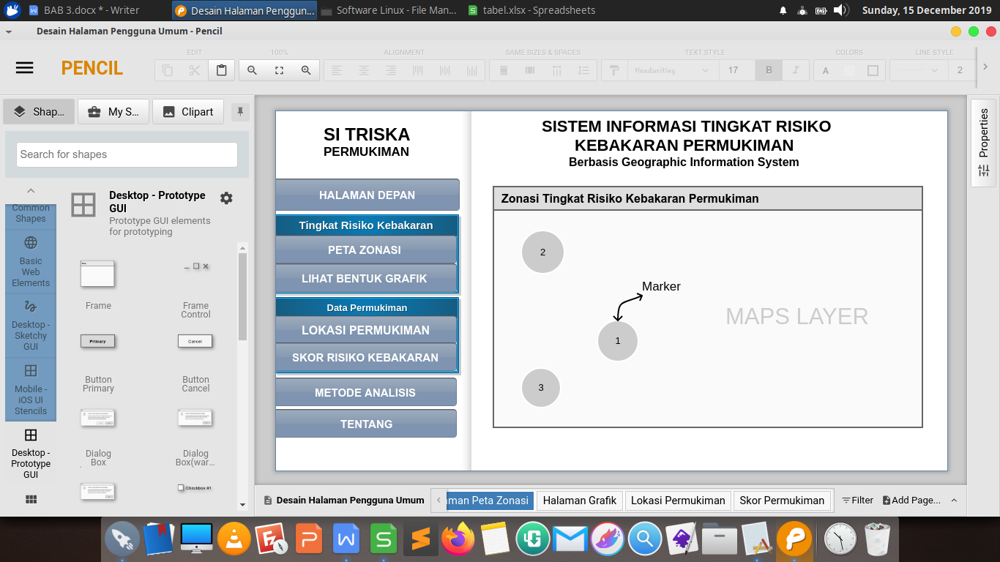 BAB 3.docx * - Writer
Desain Halaman Penggun...
Software Linux - File Man...
tabel.xlsx - Spreadsheets
Sunday, 15 December 2019
Desain Halaman Pengguna Umum - Pencil
PENCIL
EDIT
100%
ALIGNMENT
SAME SIZES & SPACES
TEXT STYLE
COLORS
LINE STYLE
Handwriting
17
B
I
A
2
Shap...
My S...
Clipart
Search for shapes
Common
Shapes
Basic
Web
Elements
Desktop -
Sketchy
GUI
Mobile -
iOS UI
Stencils
Desktop -
Prototype
GUI
Desktop - Prototype
GUI
Prototype GUI elements
for prototyping
Frame
Frame
Control
Primary
Cancel
Button
Primary
Button
Cancel
Dialog
Box
Dialog
Box(war...
Checkbox #1
SI TRISKA
PERMUKIMAN
HALAMAN DEPAN
Tingkat Risiko Kebakaran
PETA ZONASI
LIHAT BENTUK GRAFIK
Data Permukiman
LOKASI PERMUKIMAN
SKOR RISIKO KEBAKARAN
METODE ANALISIS
TENTANG
SISTEM INFORMASI TINGKAT RISIKO
KEBAKARAN PERMUKIMAN
Berbasis Geographic Information System
Zonasi Tingkat Risiko Kebakaran Permukiman
2
Marker
MAPS LAYER
1
3
Properties
Desain Halaman Pengguna Umum
man Peta Zonasi
Halaman Grafik
Lokasi Permukiman
Skor Permukiman
Filter
Add Page...